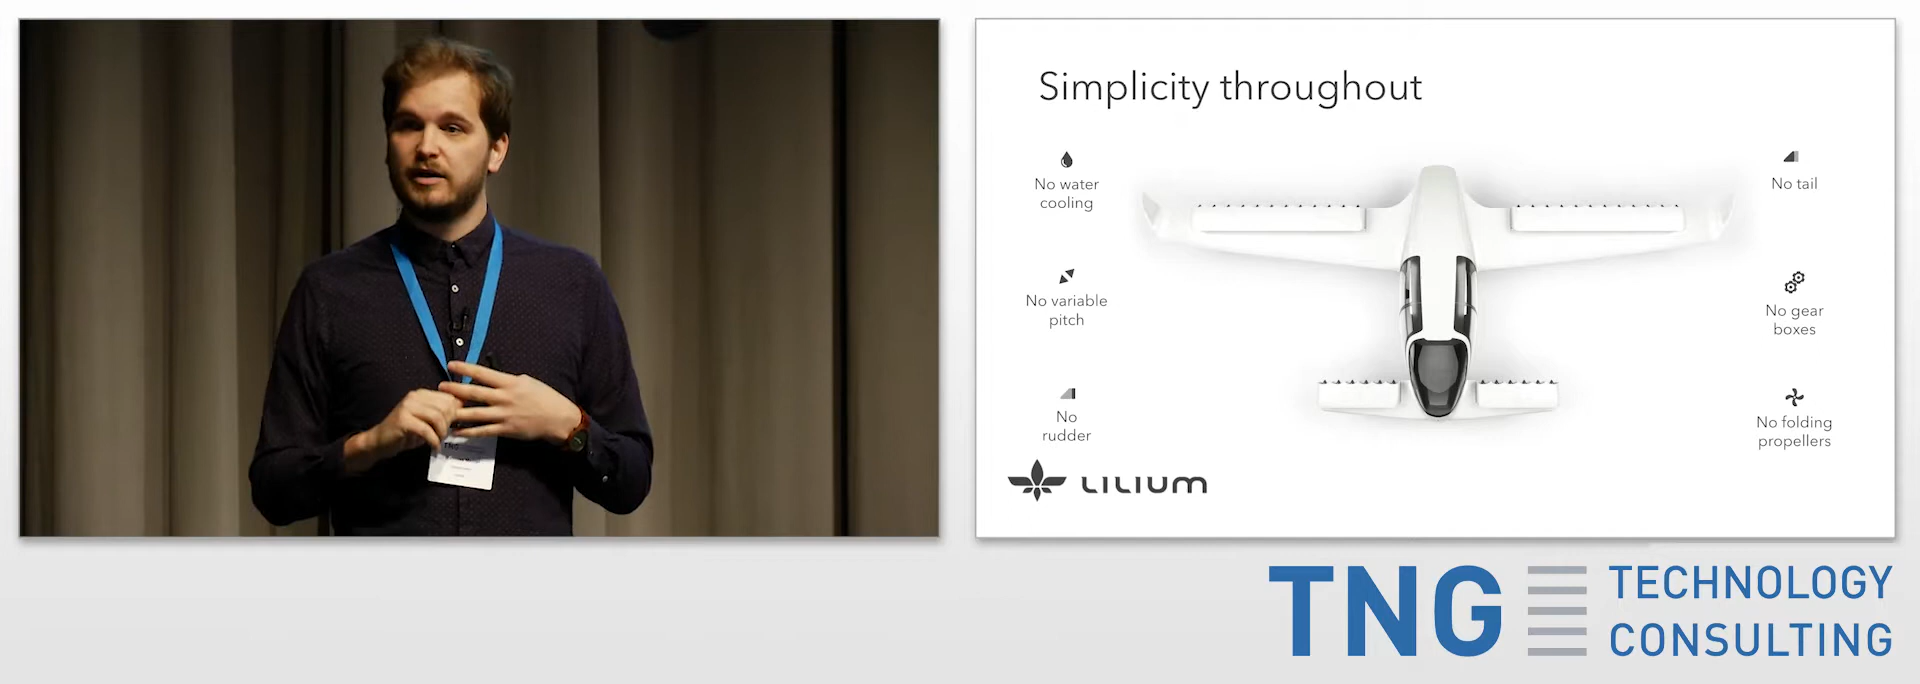 Simplicity throughout
No water
cooling
No tail
No variable
pitch
No gear
boxes
No
rudder
No folding
propellers
LILIUM
TNG
TNG
TECHNOLOGY
CONSULTING